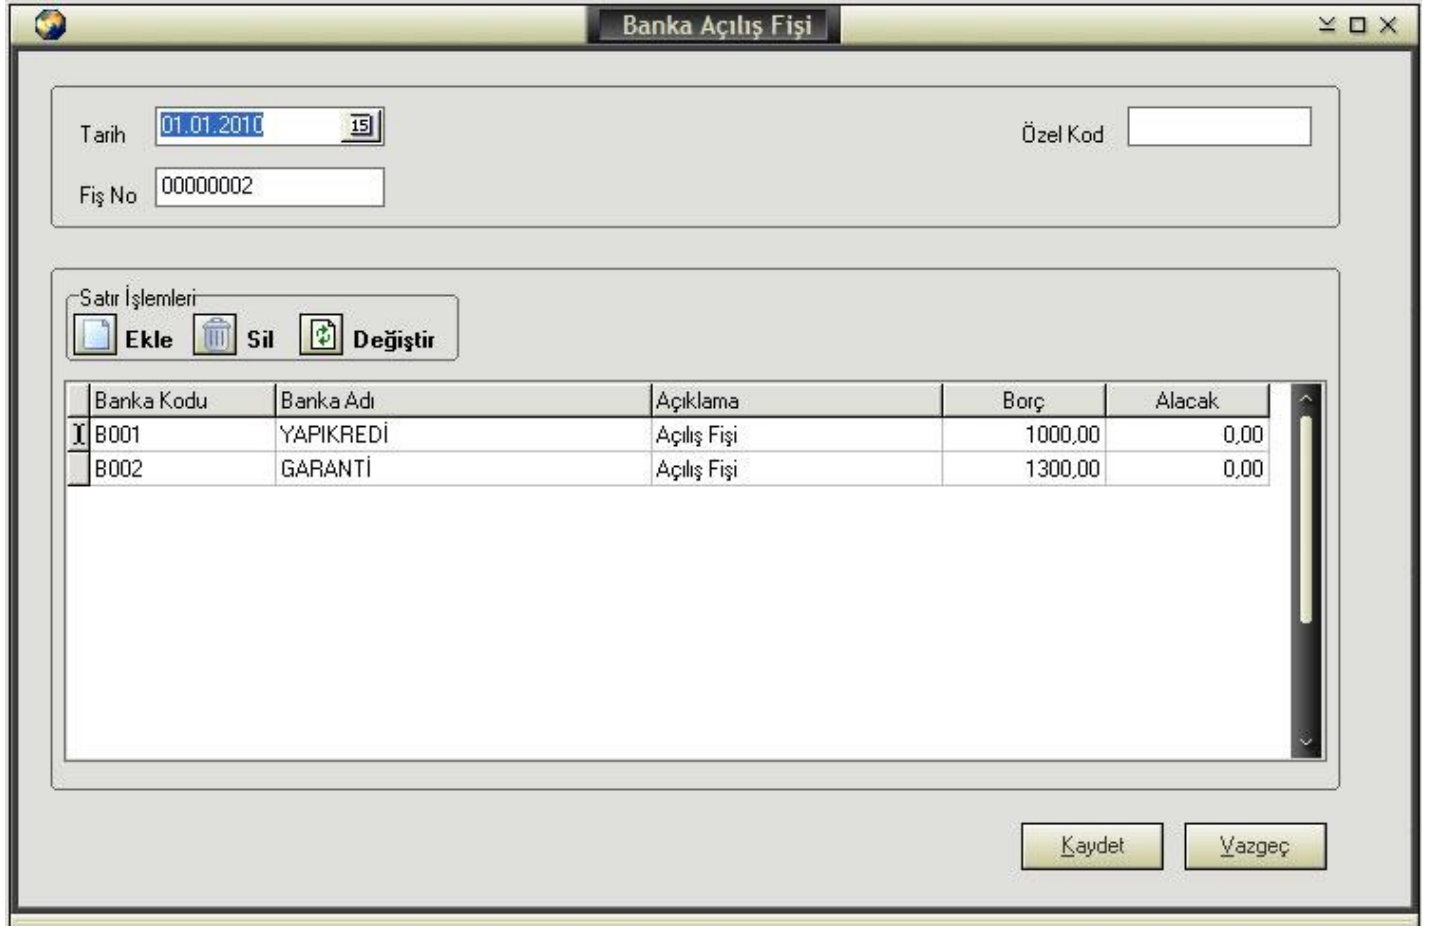 Banka Açılış Fişi
Tarih 01.01.2010 15 Özel Kod
Fiş No 00000002
Satır İşlemleri
Ekle Sil Değiştir
Banka Kodu Banka Adı Açıklama Borç Alacak
B001 YAPIKREDİ Açılış Fişi 1000,00 0,00
B002 GARANTİ Açılış Fişi 1300,00 0,00
Kaydet Vazgeç